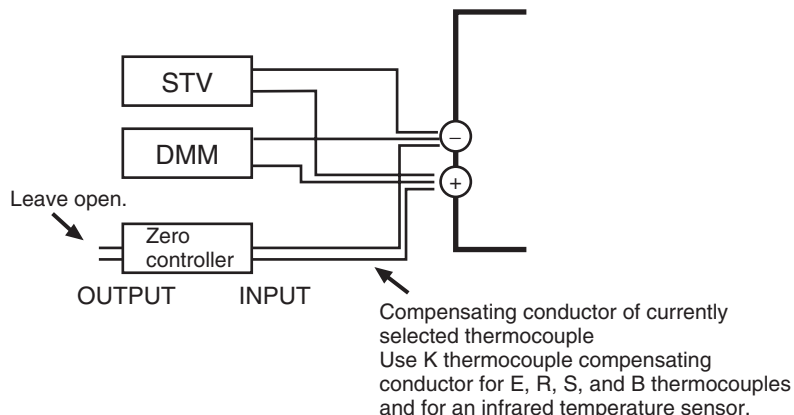 STV
−
DMM
+
Leave open.
Zero
controller
OUTPUT
INPUT
Compensating conductor of currently
selected thermocouple
Use K thermocouple compensating
conductor for E, R, S, and B thermocouples
and for an infrared temperature sensor.